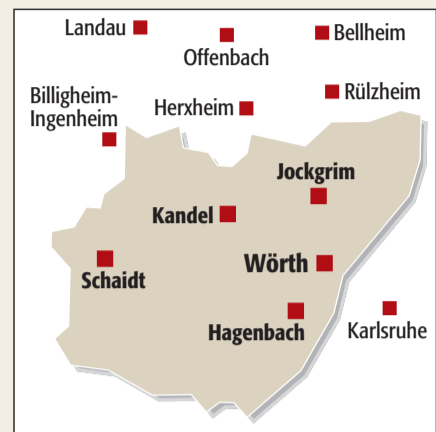 Landau
Offenbach
Bellheim
Billigheim-
Ingenheim
Herxheim
Rülzheim
Jockgrim
Kandel
Schaidt
Wörth
Hagenbach
Karlsruhe